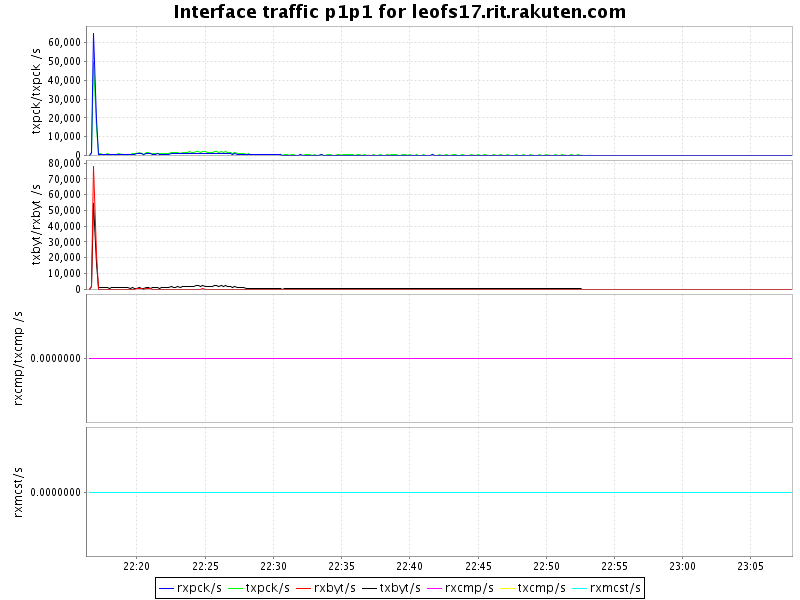 Interface traffic p1p1 for leofs17.rit.rakuten.com
txpck/txpck /s
60,000
50,000
40,000
30,000
20,000
10,000
0
txbyt/rxbyt /s
80,000
70,000
60,000
50,000
40,000
30,000
20,000
10,000
0
rxcmp/txcmp /s
0.0000000
rxmcst/s
0.0000000
22:20 22:25 22:30 22:35 22:40 22:45 22:50 22:55 23:00 23:05
rxpck/s txpck/s rxbyt/s txbyt/s rxcmp/s txcmp/s rxmcst/s